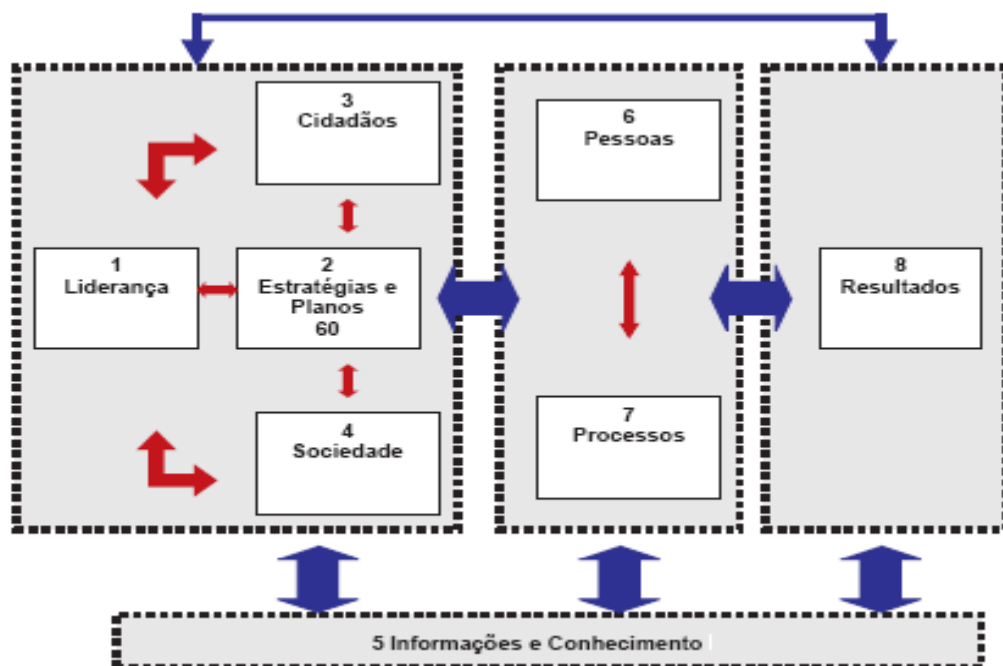 3
Cidadãos
6
Pessoas
1
Liderança
2
Estratégias e
Planos
60
8
Resultados
4
Sociedade
7
Processos
5 Informações e Conhecimento